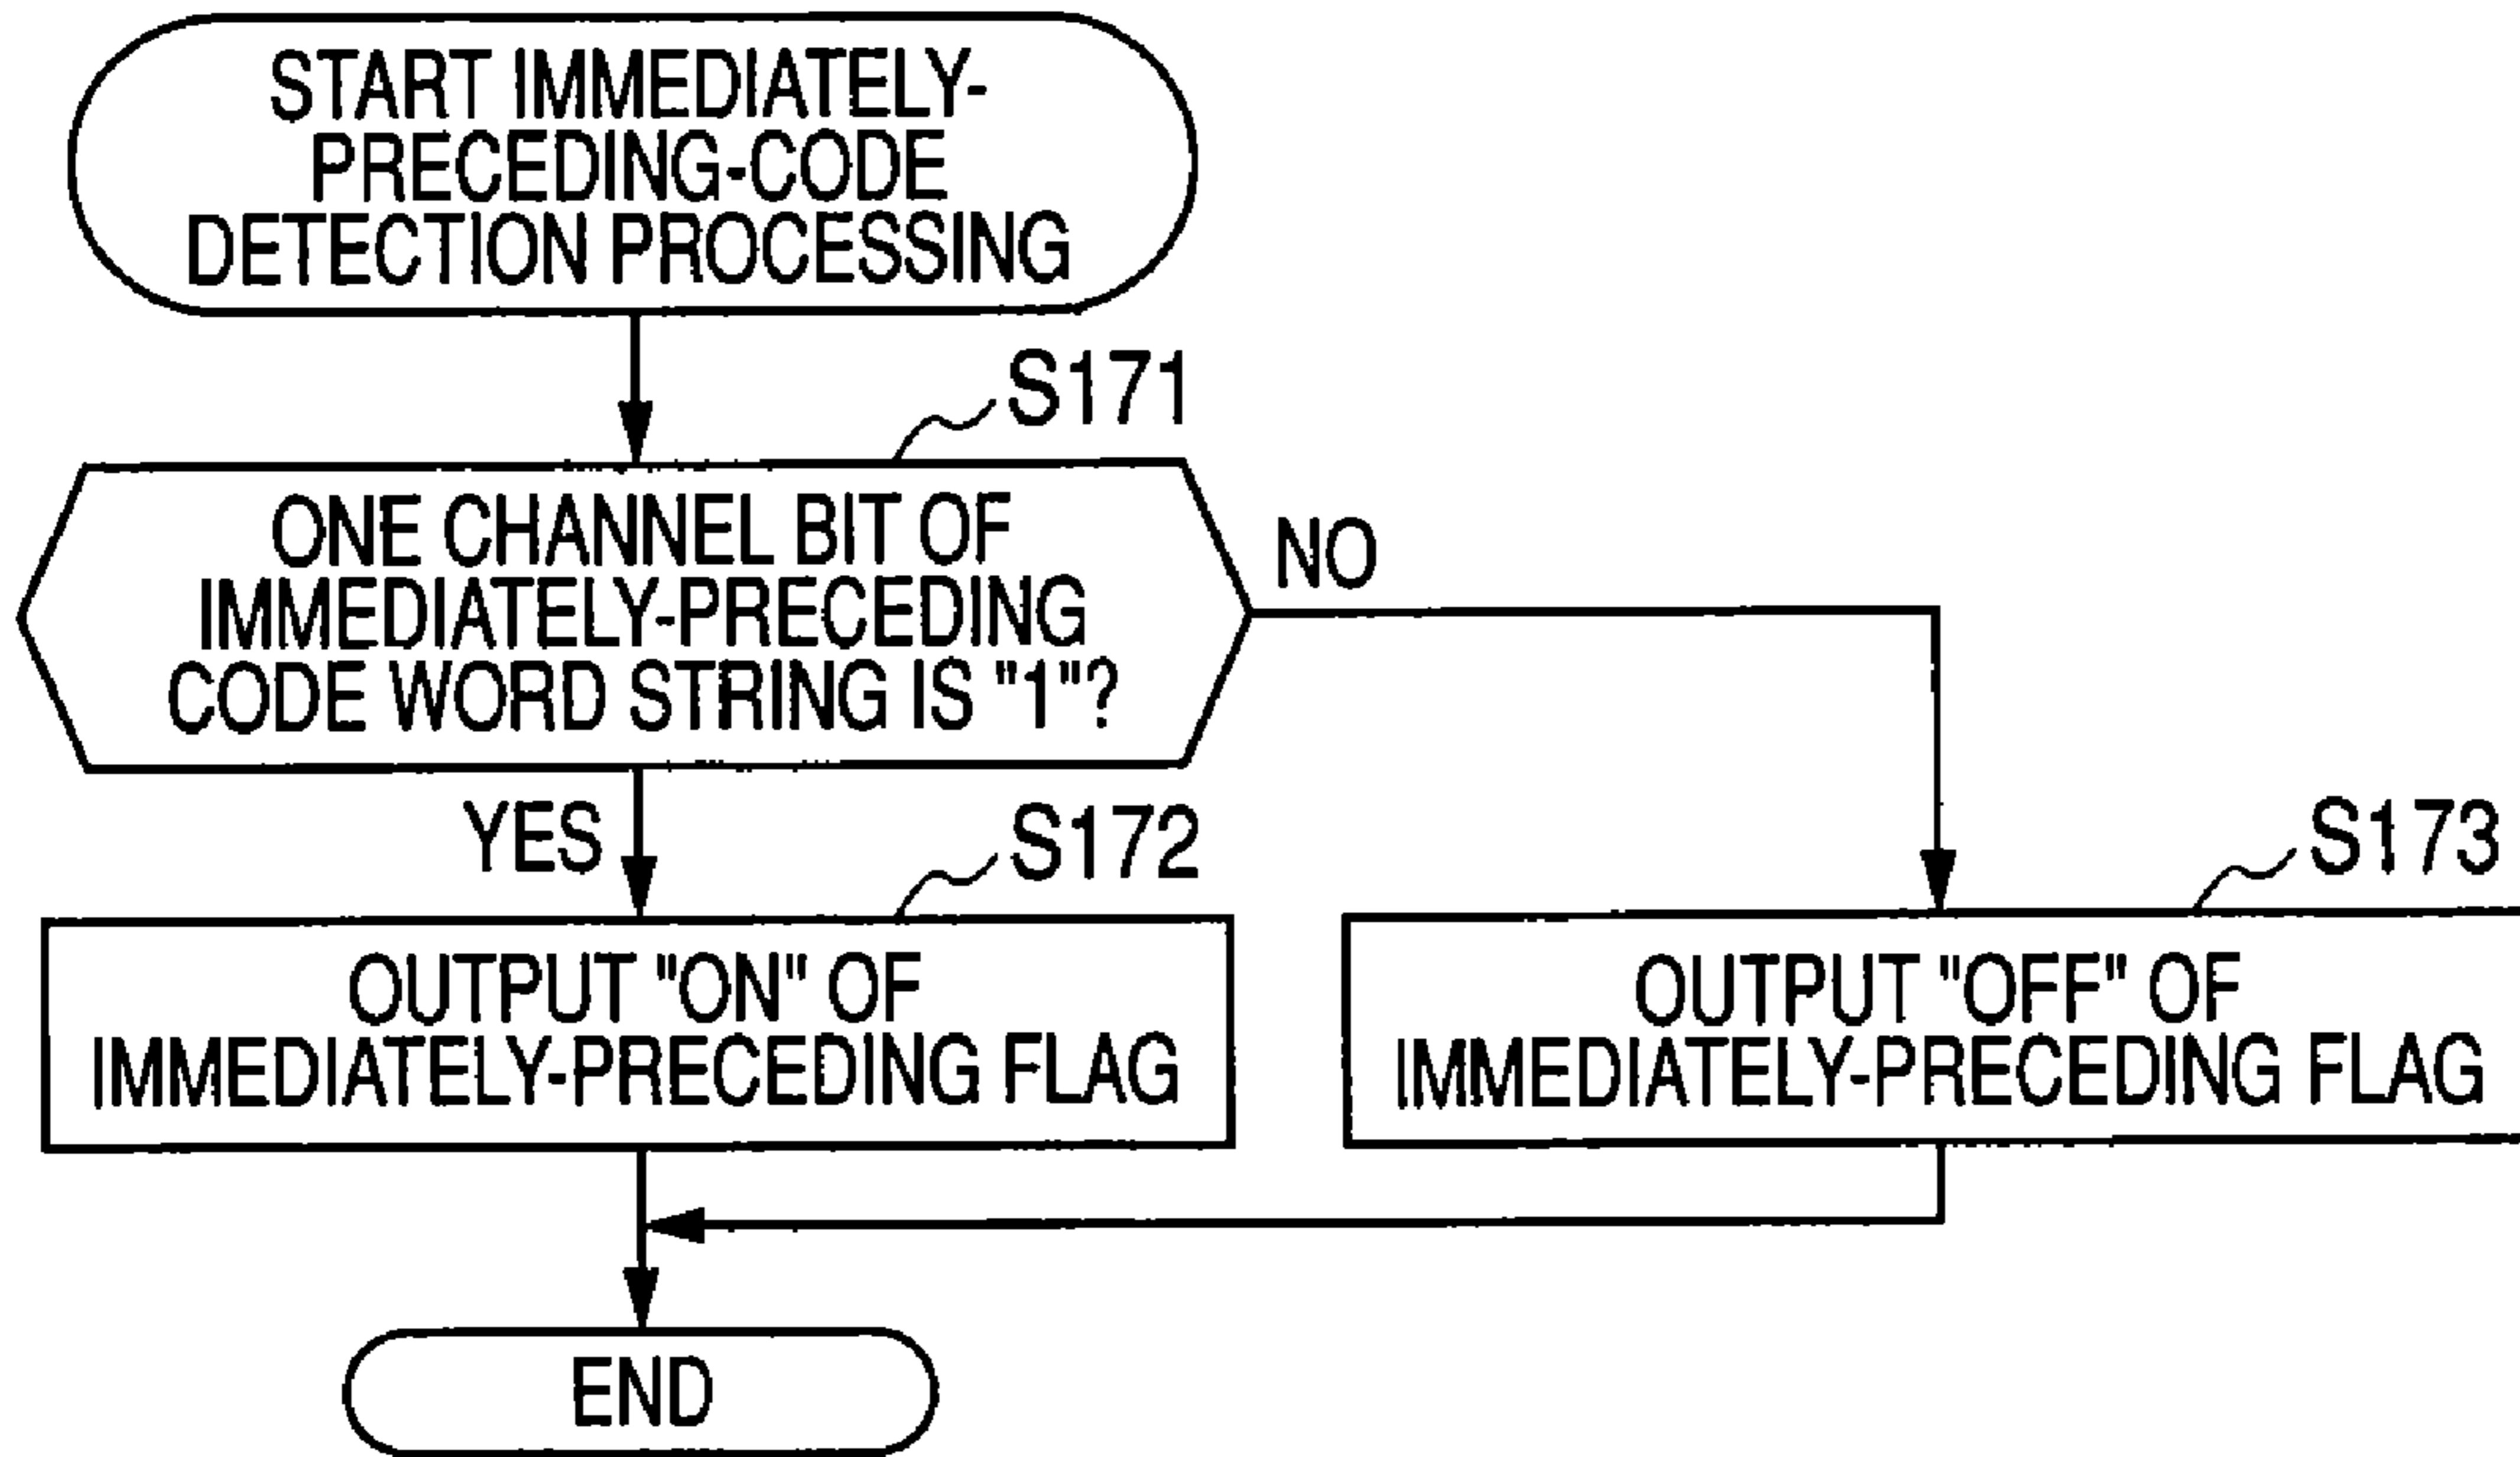 START IMMEDIATELY-
PRECEDING-CODE
DETECTION PROCESSING
S171
ONE CHANNEL BIT OF
IMMEDIATELY-PRECEDING
CODE WORD STRING IS "1"?
NO
YES
S172
S173
OUTPUT "ON" OF
IMMEDIATELY-PRECEDING FLAG
OUTPUT "OFF" OF
IMMEDIATELY-PRECEDING FLAG
END